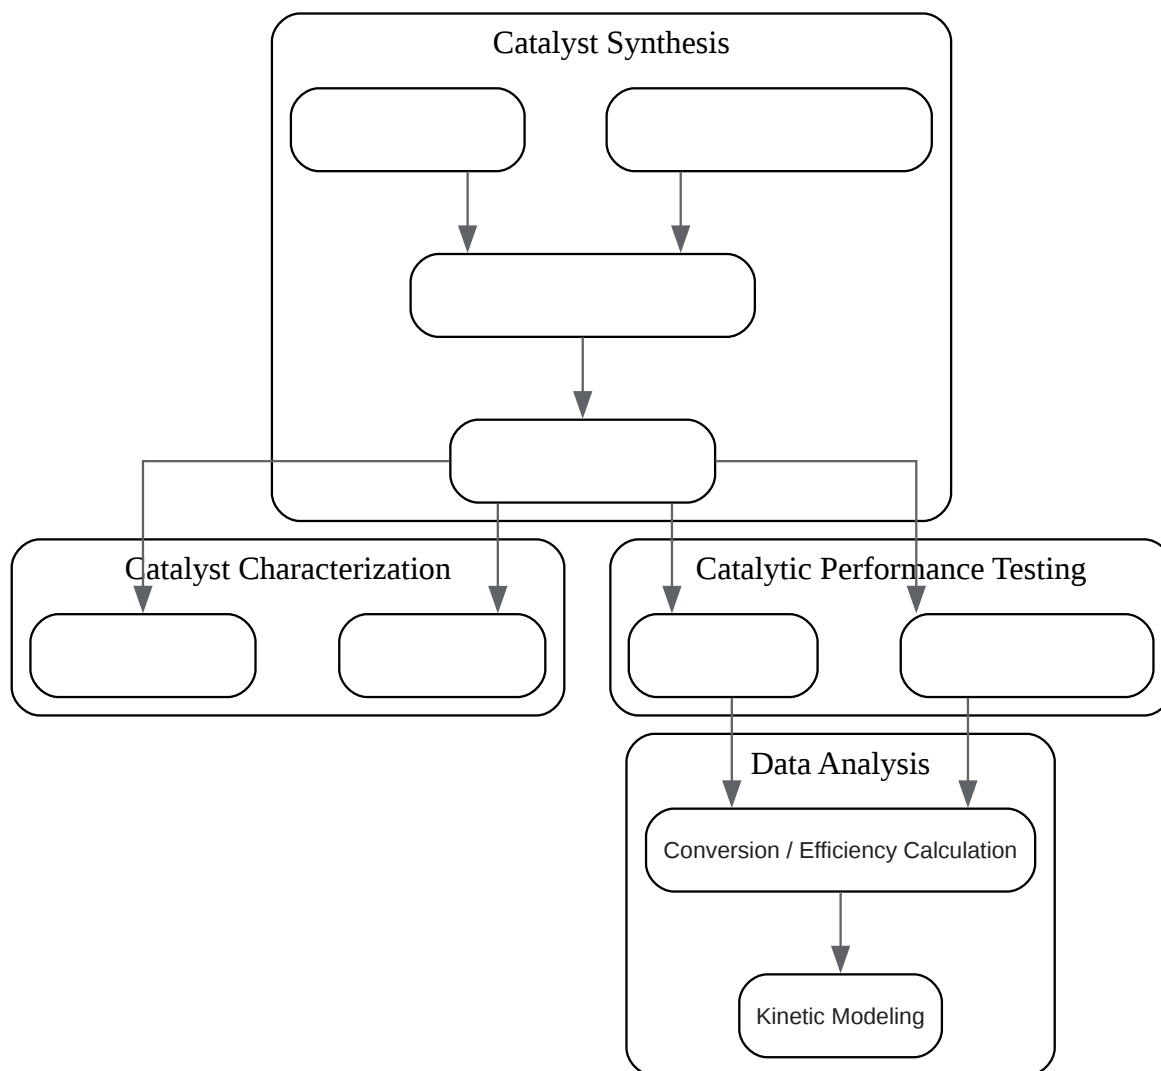 Catalyst Synthesis
Catalyst Characterization
Catalytic Performance Testing
Data Analysis
Conversion / Efficiency Calculation
Kinetic Modeling